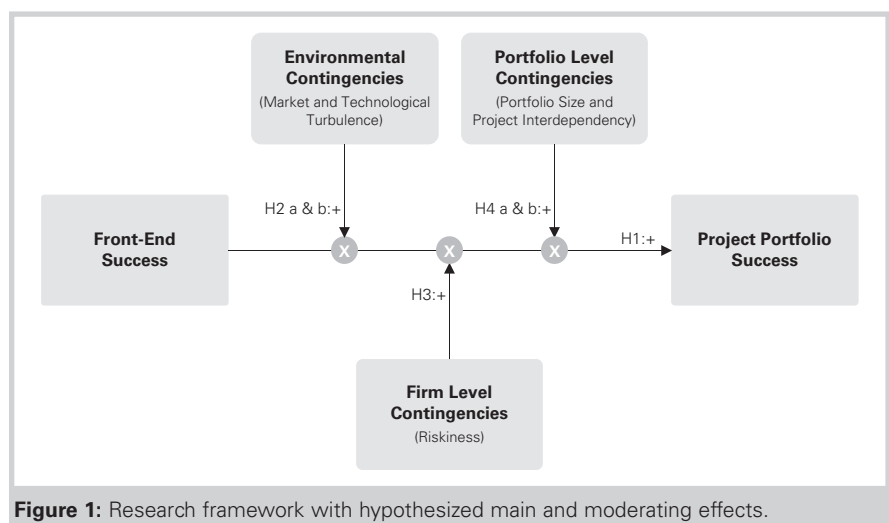 Environmental
Contingencies
(Market and Technological
Turbulence)
Portfolio Level
Contingencies
(Portfolio Size and
Project Interdependency)
H2 a & b:+
H4 a & b:+
Front-End
Success
X
X
X
H1:+
Project Portfolio
Success
H3:+
Firm Level
Contingencies
(Riskiness)
Figure 1: Research framework with hypothesized main and moderating effects.